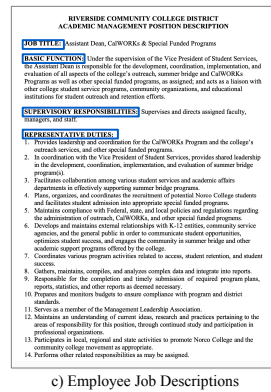 RIVERSIDE COMMUNITY COLLEGE DISTRICT
ACADEMIC MANAGEMENT POSITION DESCRIPTION
JOB TITLE: Assistant Dean, CalWORKs & Special Funded Programs
BASIC FUNCTION: Under the supervision of the Vice President of Student Services,
the Assistant Dean is responsible for the development, coordination, implementation, and
evaluation of all aspects of the college's outreach, summer bridge and CalWORKs
Programs as well as other special funded programs, as assigned; and acts as a liaison with
other college student service programs, community organizations, and educational
institutions for student outreach and retention efforts.
SUPERVISORY RESPONSIBILITIES: Supervises and directs assigned faculty,
managers, and staff.
REPRESENTATIVE DUTIES:
1. Provides leadership and coordination for the CalWORKs Program and the college's
outreach services, and other special funded programs.
2. In coordination with the Vice President of Student Services, provides shared leadership
in the development, coordination, implementation, and evaluation of summer bridge
program(s).
3. Facilitates collaboration among various student services and academic affairs
departments in effectively supporting summer bridge programs.
4. Plans, organizes, and coordinates the recruitment of potential Norco College students
and facilitates student admission into appropriate special funded programs.
5. Maintains compliance with Federal, state, and local policies and regulations regarding
the administration of outreach, CalWORKs, and other special funded programs.
6. Develops and maintains external relationships with K-12 entities, community service
agencies, and the general public in order to communicate student opportunities,
optimizes student access, and engages the community in summer bridge and other
academic support programs offered by the college.
7. Coordinates various program activities related to access, student retention, and student
success.
8. Gathers, maintains, compiles, and analyzes complex data and integrate into reports.
9. Responsible for the completion and timely submission of required program plans,
reports, statistics, and other reports as deemed necessary.
10. Prepares and monitors budgets to ensure compliance with program and district
standards.
11. Serves as a member of the Management Leadership Association.
12. Maintains an understanding of current ideas, research and practices pertaining to the
areas of responsibility for this position, through continued study and participation in
professional organizations.
13. Participates in local, regional and state activities to promote Norco College and the
community college movement as appropriate.
14. Performs other related responsibilities as may be assigned.
c) Employee Job Descriptions